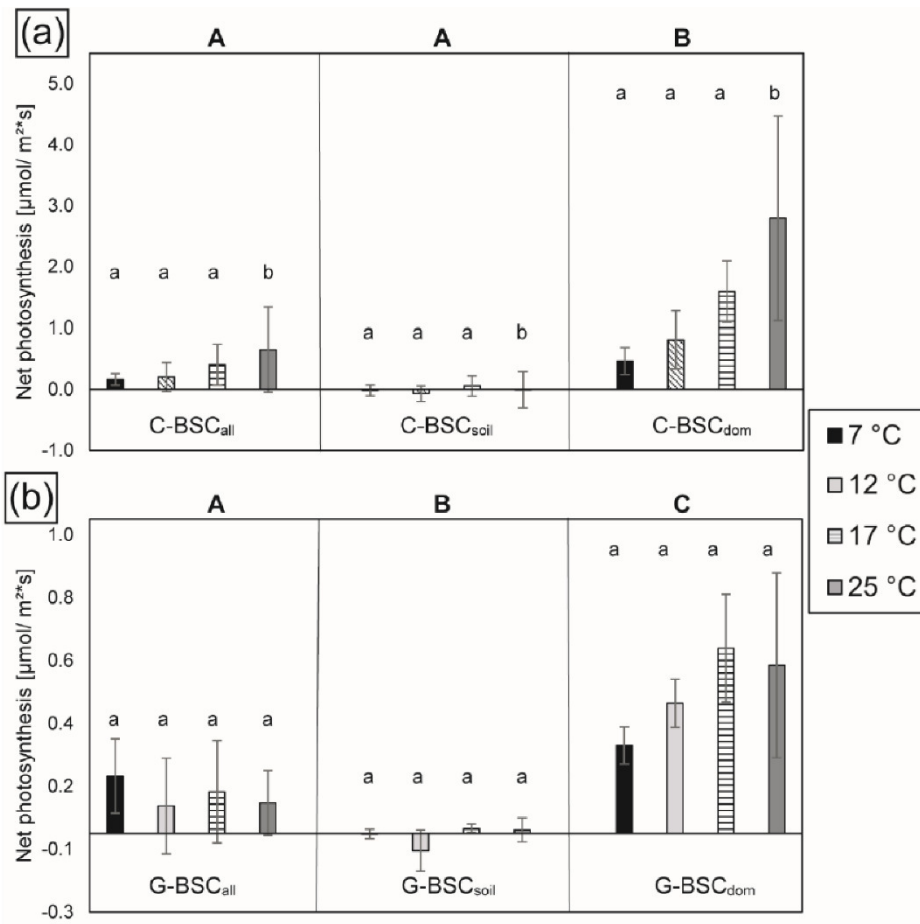 (a)
A A B
Net photosynthesis [µmol/ m²*s]
5.0
4.0
3.0
2.0
1.0
0.0
-1.0
a a a b
a a a b
a a a b
C-BSCall C-BSCsoil C-BSCdom
(b)
A B C
Net photosynthesis [µmol/ m²*s]
1.0
0.8
0.6
0.4
0.2
-0.1
-0.3
a a a a
a a a a
a a a a
G-BSCall G-BSCsoil G-BSCdom
7 °C
12 °C
17 °C
25 °C